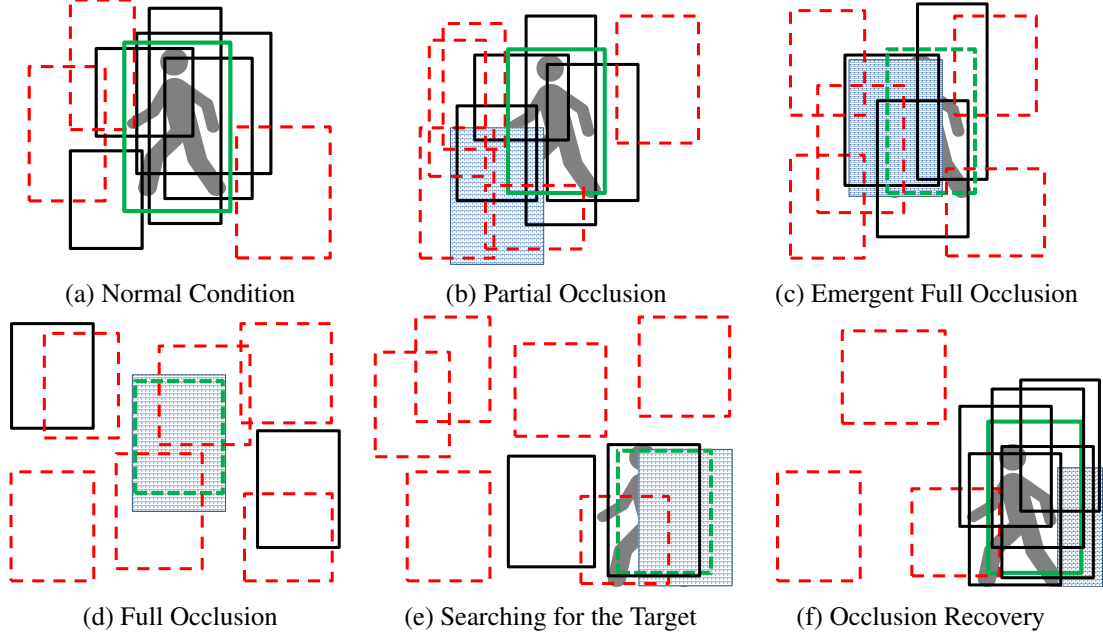 (a) Normal Condition
(b) Partial Occlusion
(c) Emergent Full Occlusion
(d) Full Occlusion
(e) Searching for the Target
(f) Occlusion Recovery